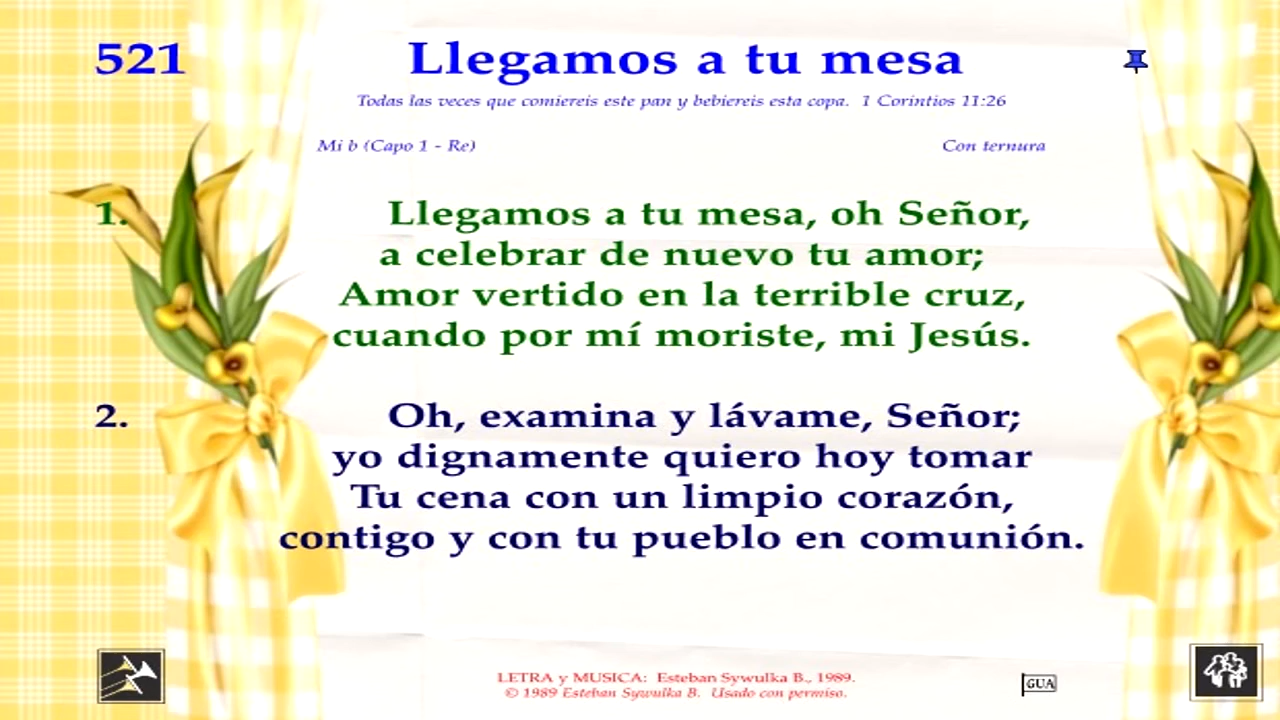 521
Llegamos a tu mesa
Todas las veces que comiereis este pan y bebiereis esta copa. 1 Corintios 11:26
Mi b (Capo 1 - Re)
Con ternura
1. Llegamos a tu mesa, oh Señor,
a celebrar de nuevo tu amor;
Amor vertido en la terrible cruz,
cuando por mí moriste, mi Jesús.
2. Oh, examina y lávame, Señor;
yo dignamente quiero hoy tomar
Tu cena con un limpio corazón,
contigo y con tu pueblo en comunión.
LETRA y MUSICA: Esteban Sywulka B., 1989.
© 1989 Esteban Sywulka B. Usado con permiso.
GUA